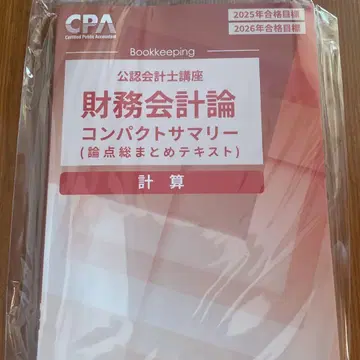 CPA
Certified Public Accountant
2025年合格目標
2026年合格目標
Bookkeeping
公認会計士講座
財務会計論
コンパクトサマリー
(論点総まとめテキスト)
計算